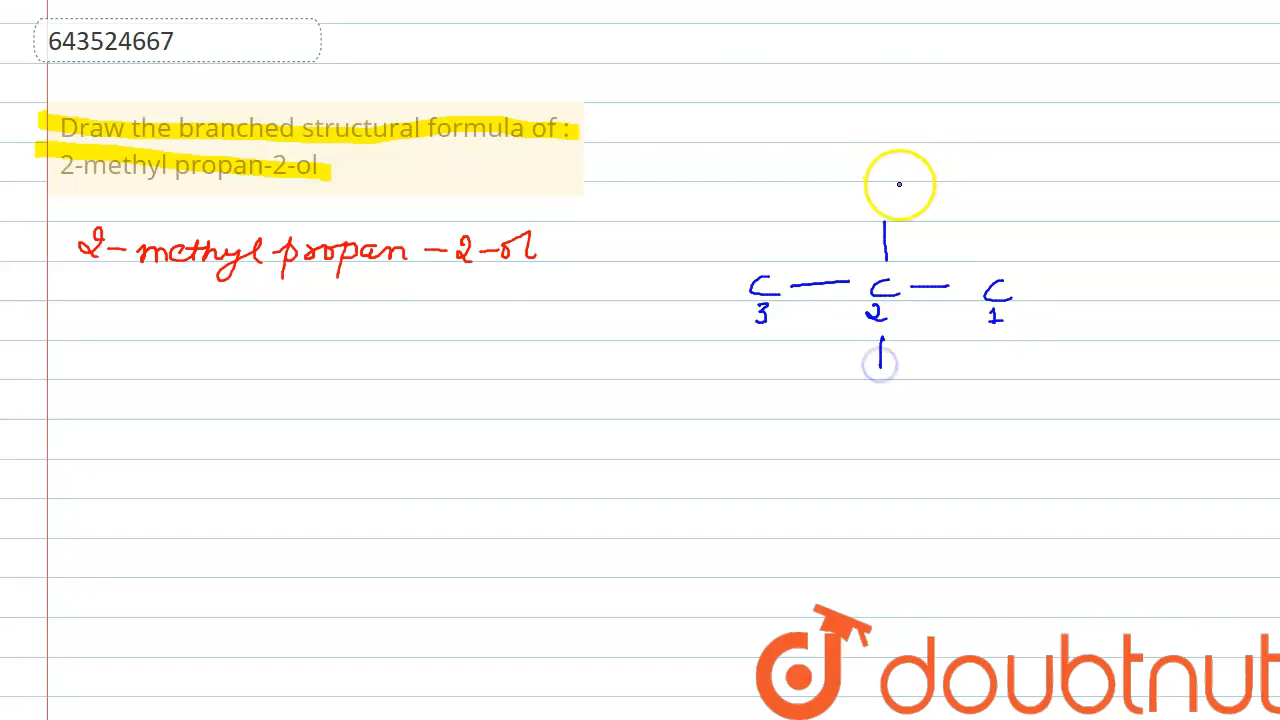 643524667
Draw the branched structural formula of :
2-methyl propan-2-ol
2- methyl propan - 2-ol
C — C — C
3 2 1
doubtnut